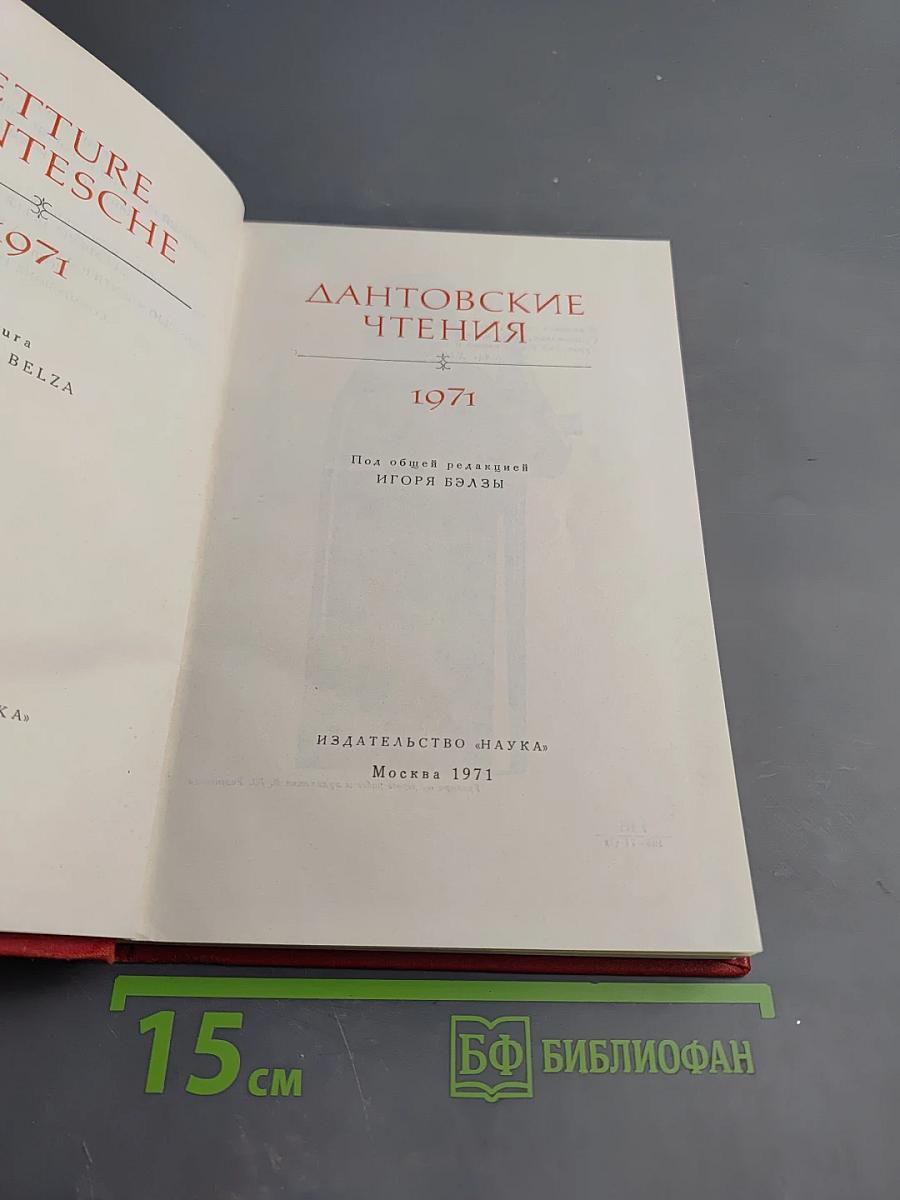 ETTURE
NTESCHE
1971
ura
BELZA
КА»
ДАНТОВСКИЕ
ЧТЕНИЯ
1971
Под общей редакцией
ИГОРЯ БЭЛЗЫ
ИЗДАТЕЛЬСТВО «НАУКА»
Москва 1971
15 см
БФ БИБЛИОФАН